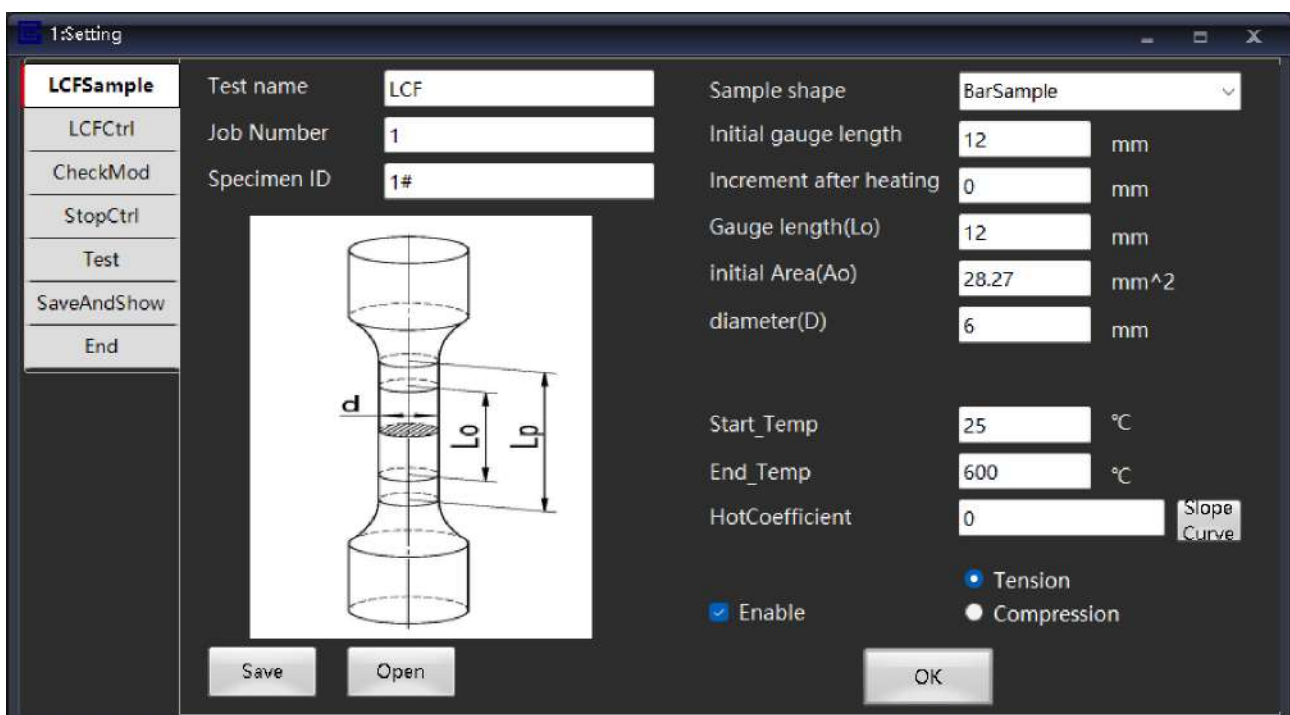 1:Setting
LCFSample
LCFCtrl
CheckMod
StopCtrl
Test
SaveAndShow
End
Test name LCF
Job Number 1
Specimen ID 1#
d
Lo
Lp
Save Open
Sample shape BarSample
Initial gauge length 12 mm
Increment after heating 0 mm
Gauge length(Lo) 12 mm
initial Area(Ao) 28.27 mm^2
diameter(D) 6 mm
Start_Temp 25 ℃
End_Temp 600 ℃
HotCoefficient 0 Slope
Curve
Tension
Enable Compression
OK